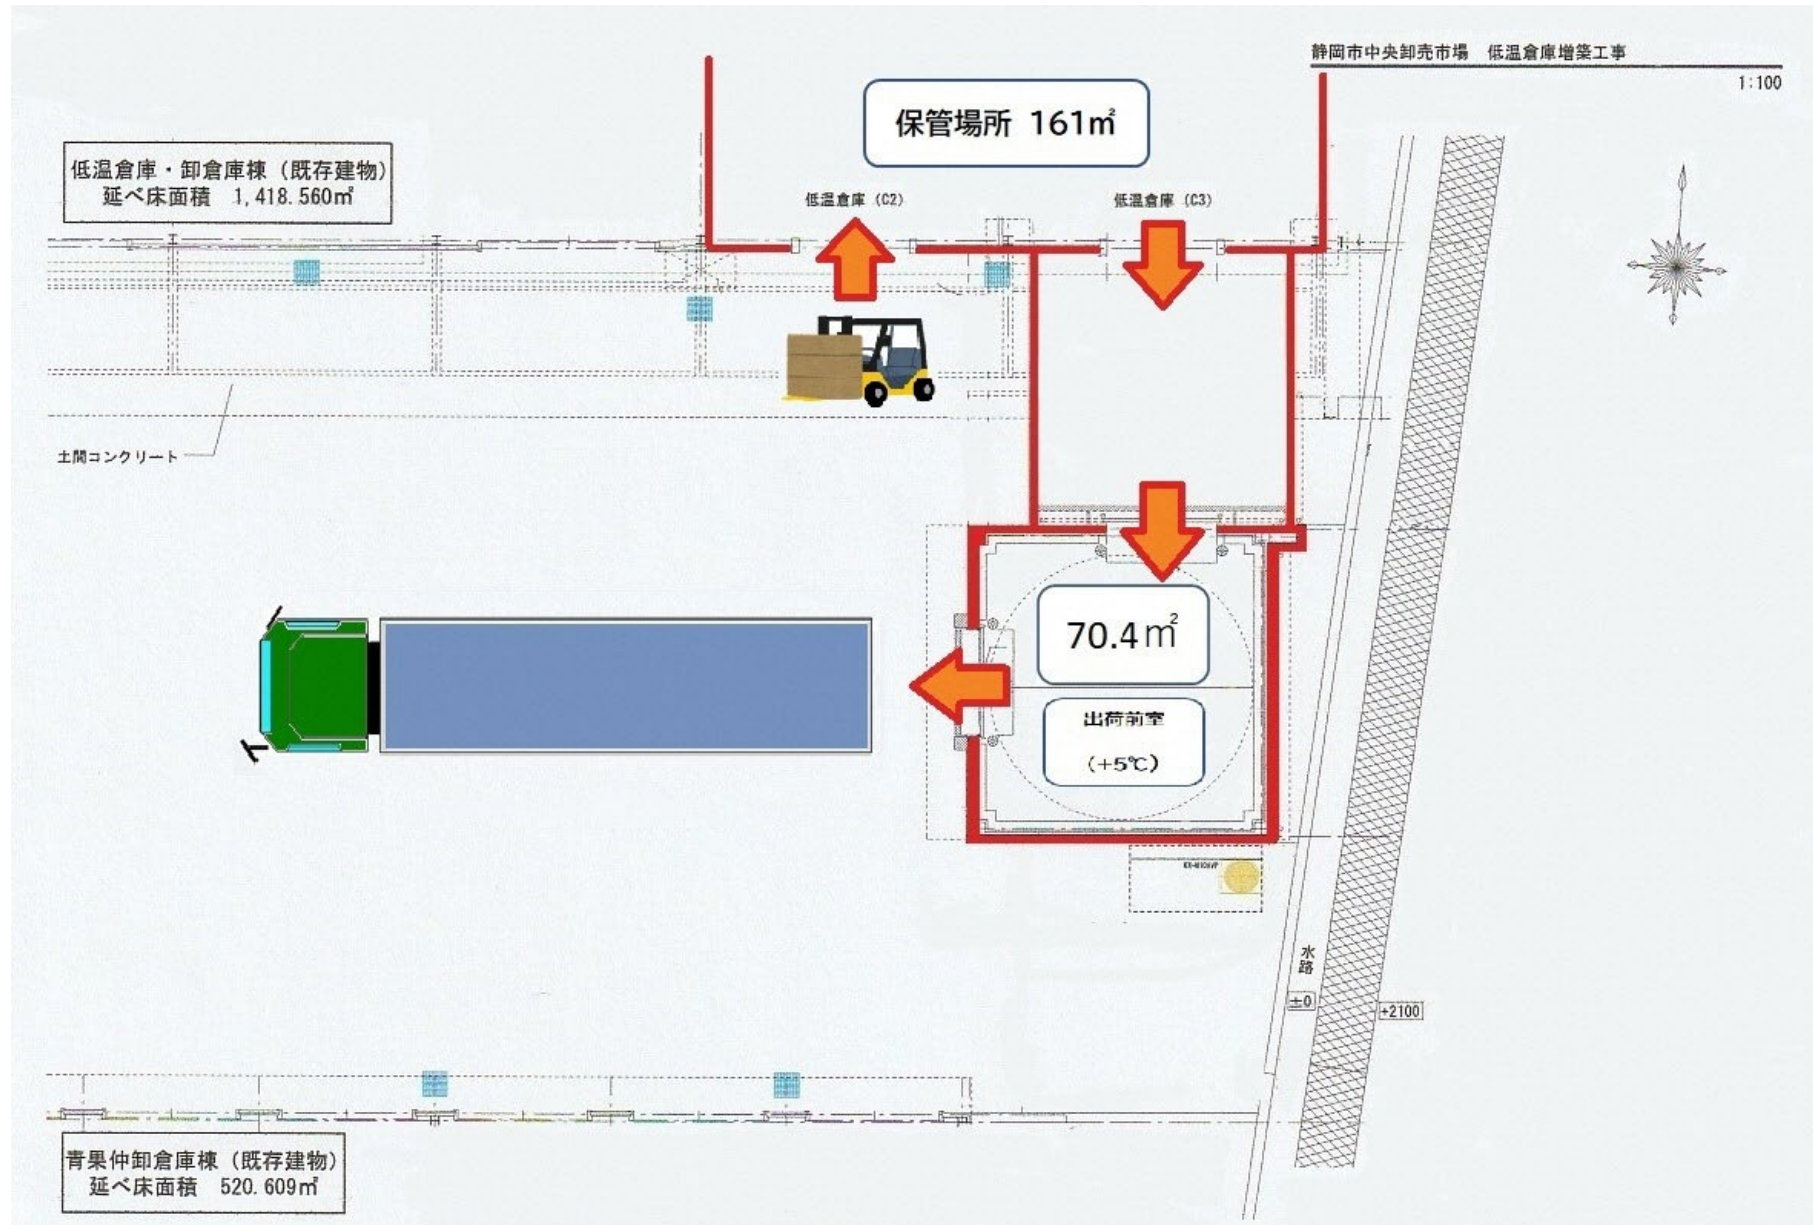 静岡市中央卸売市場 低温倉庫増築工事
1:100
保管場所 161㎡
低温倉庫・卸倉庫棟(既存建物)
延べ床面積 1,418.560㎡
低温倉庫(C2)
低温倉庫(C3)
土間コンクリート
70.4㎡
出荷前室
(+5℃)
水路
±0
+2100
青果仲卸倉庫棟(既存建物)
延べ床面積 520.609㎡